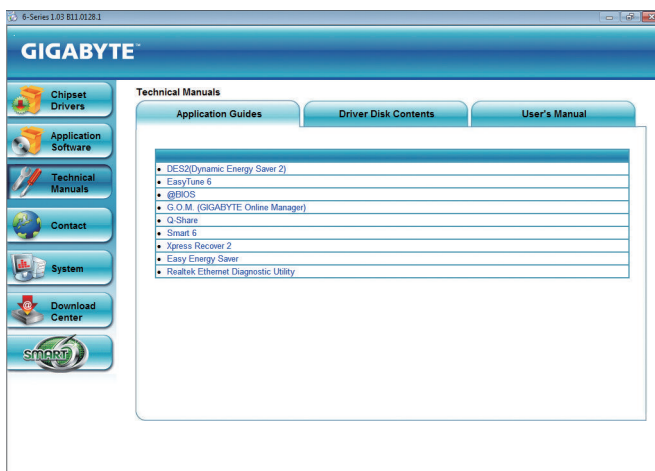 6-Series 1.03 B11.0128.1
GIGABYTE™
Chipset
Drivers
Application
Software
Technical
Manuals
Contact
System
Download
Center
SMART6
Technical Manuals
Application Guides
Driver Disk Contents
User's Manual
• DES2(Dynamic Energy Saver 2)
• EasyTune 6
• @BIOS
• G.O.M. (GIGABYTE Online Manager)
• Q-Share
• Smart 6
• Xpress Recover 2
• Easy Energy Saver
• Realtek Ethernet Diagnostic Utility